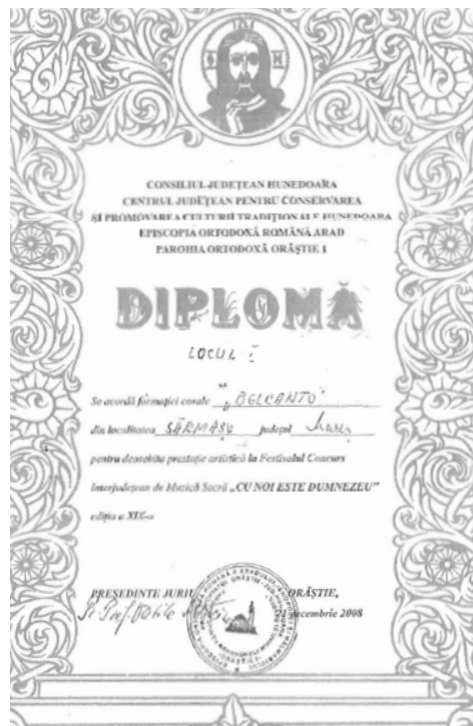 CONSILIUL JUDEȚEAN HUNEDOARA
CENTRUL JUDEȚEAN PENTRU CONSERVAREA
ȘI PROMOVAREA CULTURII TRADIȚIONALE HUNEDOARA
EPISCOPIA ORTODOXĂ ROMÂNĂ ARAD
PAROHIA ORTODOXĂ ORĂȘTIE I
DIPLOMĂ
LOCUL I
Se acordă formației corale „BELCANTO”
din localitatea SĂRMAȘU județul Mureș
pentru deosebita prestație artistică la Festivalul Concurs
Interjudețean de Muzică Sacră „CU NOI ESTE DUMNEZEU”
ediția a XIX-a
PREȘEDINTE JURIU ORĂȘTIE,
decembrie 2008